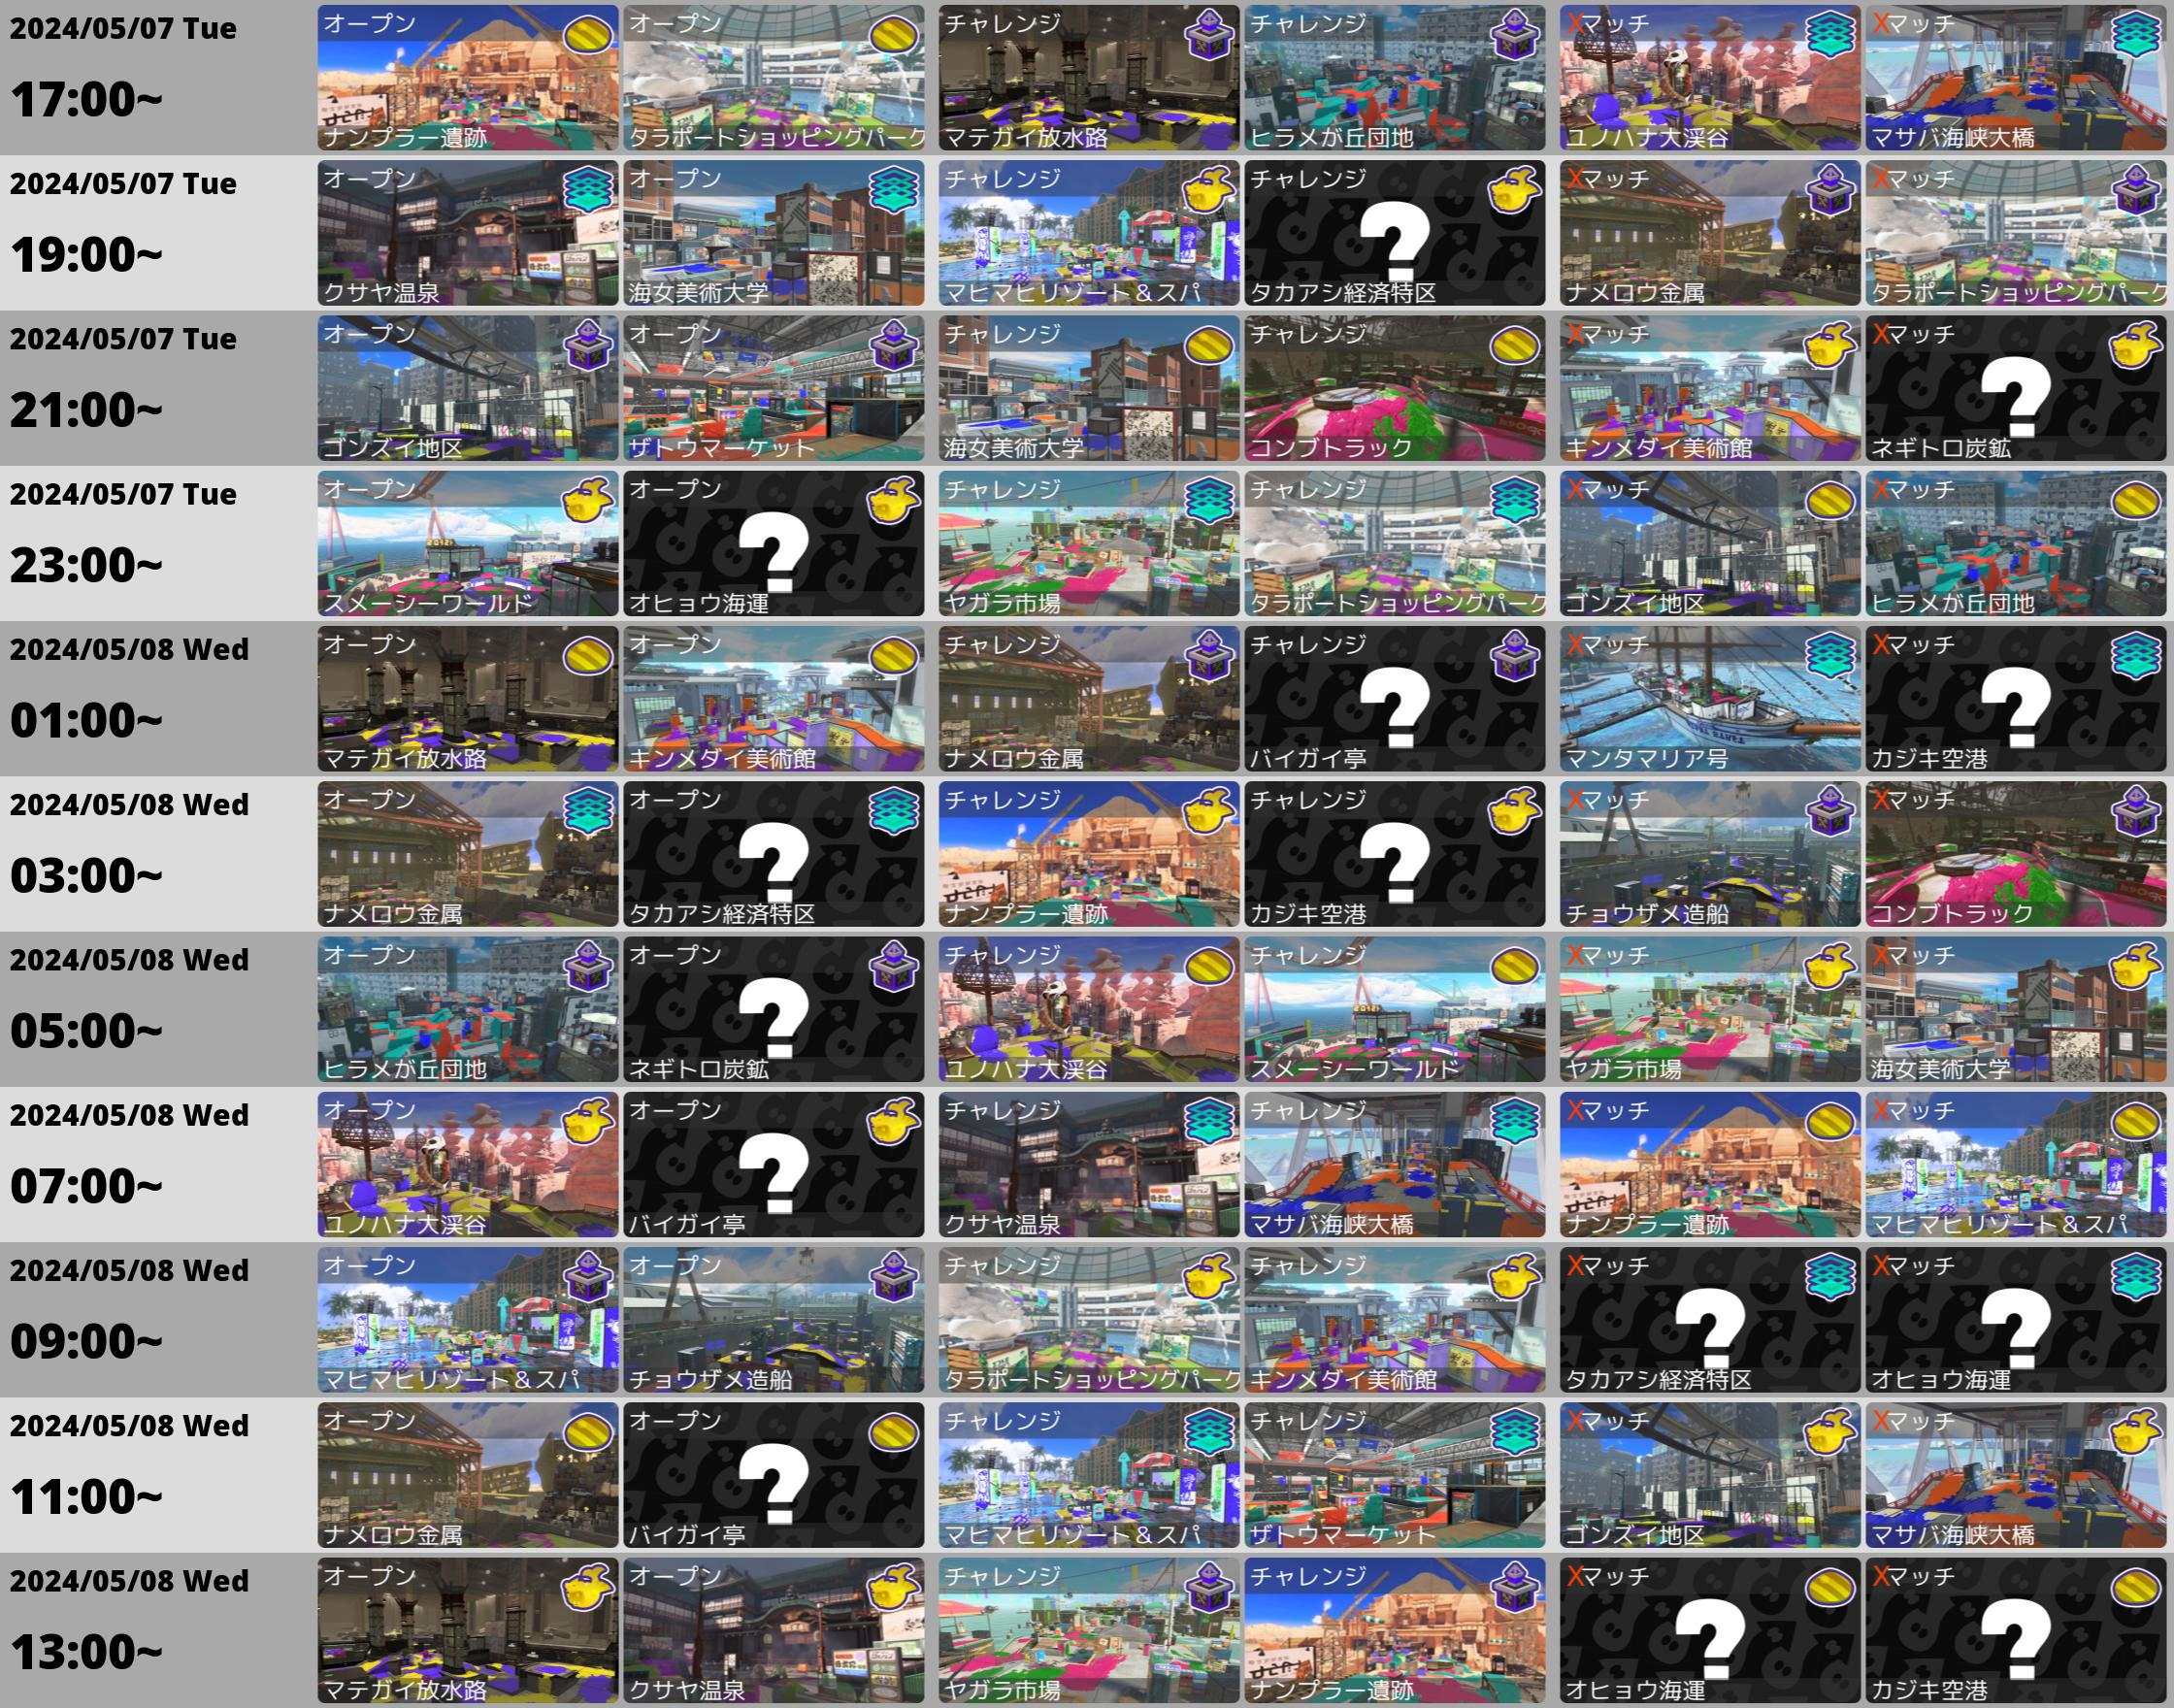 2024/05/07 Tue
17:00~
オープン オープン チャレンジ チャレンジ Xマッチ Xマッチ
ナンプラー遺跡 タラポートショッピングパーク マテガイ放水路 ヒラメが丘団地 ユノハナ大渓谷 マサバ海峡大橋
2024/05/07 Tue
19:00~
オープン オープン チャレンジ チャレンジ Xマッチ Xマッチ
クサヤ温泉 海女美術大学 マヒマヒリゾート&スパ タカアシ経済特区 ナメロウ金属 タラポートショッピングパーク
2024/05/07 Tue
21:00~
オープン オープン チャレンジ チャレンジ Xマッチ Xマッチ
ゴンズイ地区 ザトウマーケット 海女美術大学 コンブトラック キンメダイ美術館 ネギトロ炭鉱
2024/05/07 Tue
23:00~
オープン オープン チャレンジ チャレンジ Xマッチ Xマッチ
スメーシーワールド オヒョウ海運 ヤガラ市場 タラポートショッピングパーク ゴンズイ地区 ヒラメが丘団地
2024/05/08 Wed
01:00~
オープン オープン チャレンジ チャレンジ Xマッチ Xマッチ
マテガイ放水路 キンメダイ美術館 ナメロウ金属 バイガイ亭 マンタマリア号 カジキ空港
2024/05/08 Wed
03:00~
オープン オープン チャレンジ チャレンジ Xマッチ Xマッチ
ナメロウ金属 タカアシ経済特区 ナンプラー遺跡 カジキ空港 チョウザメ造船 コンブトラック
2024/05/08 Wed
05:00~
オープン オープン チャレンジ チャレンジ Xマッチ Xマッチ
ヒラメが丘団地 ネギトロ炭鉱 ユノハナ大渓谷 スメーシーワールド ヤガラ市場 海女美術大学
2024/05/08 Wed
07:00~
オープン オープン チャレンジ チャレンジ Xマッチ Xマッチ
ユノハナ大渓谷 バイガイ亭 クサヤ温泉 マサバ海峡大橋 ナンプラー遺跡 マヒマヒリゾート&スパ
2024/05/08 Wed
09:00~
オープン オープン チャレンジ チャレンジ Xマッチ Xマッチ
マヒマヒリゾート&スパ チョウザメ造船 タラポートショッピングパーク キンメダイ美術館 タカアシ経済特区 オヒョウ海運
2024/05/08 Wed
11:00~
オープン オープン チャレンジ チャレンジ Xマッチ Xマッチ
ナメロウ金属 バイガイ亭 マヒマヒリゾート&スパ ザトウマーケット ゴンズイ地区 マサバ海峡大橋
2024/05/08 Wed
13:00~
オープン オープン チャレンジ チャレンジ Xマッチ Xマッチ
マテガイ放水路 クサヤ温泉 ヤガラ市場 ナンプラー遺跡 オヒョウ海運 カジキ空港